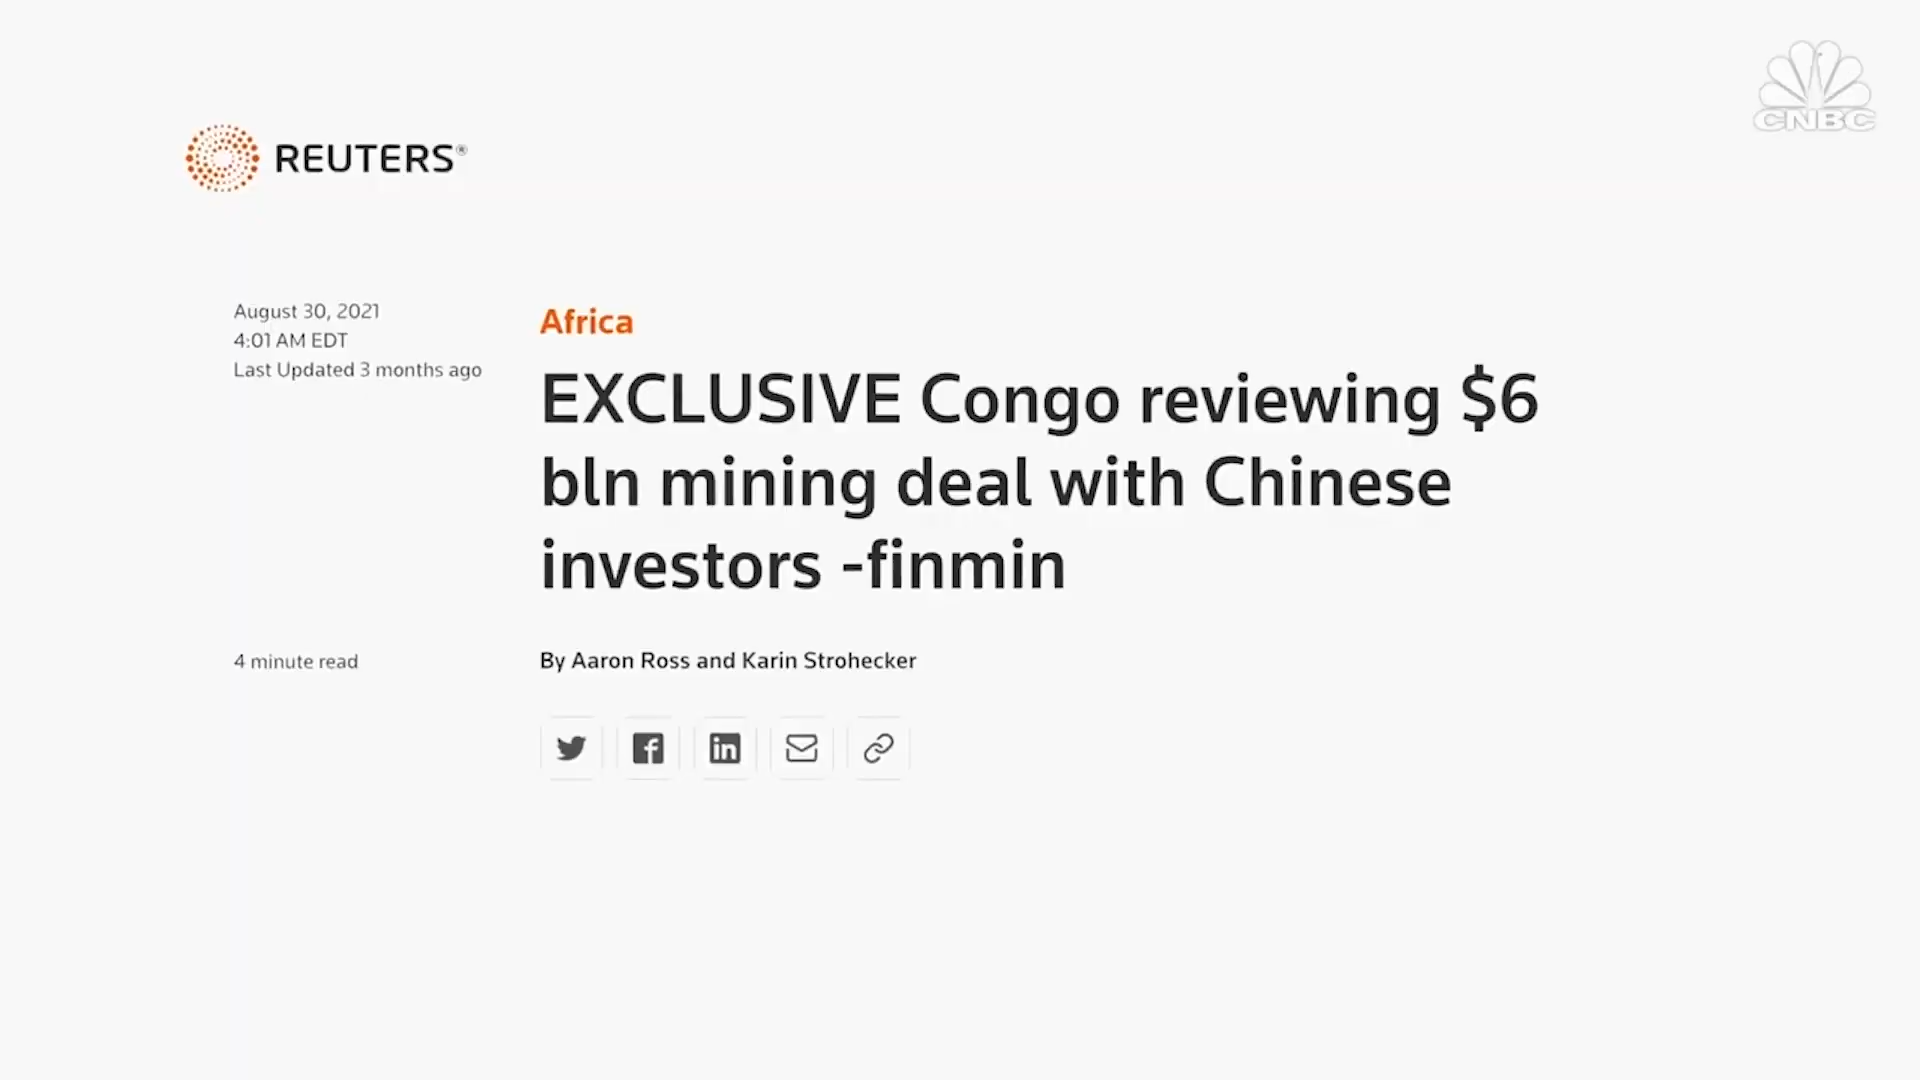 CNBC
REUTERS®
August 30, 2021
4:01 AM EDT
Last Updated 3 months ago
Africa
EXCLUSIVE Congo reviewing $6
bln mining deal with Chinese
investors -finmin
4 minute read
By Aaron Ross and Karin Strohecker